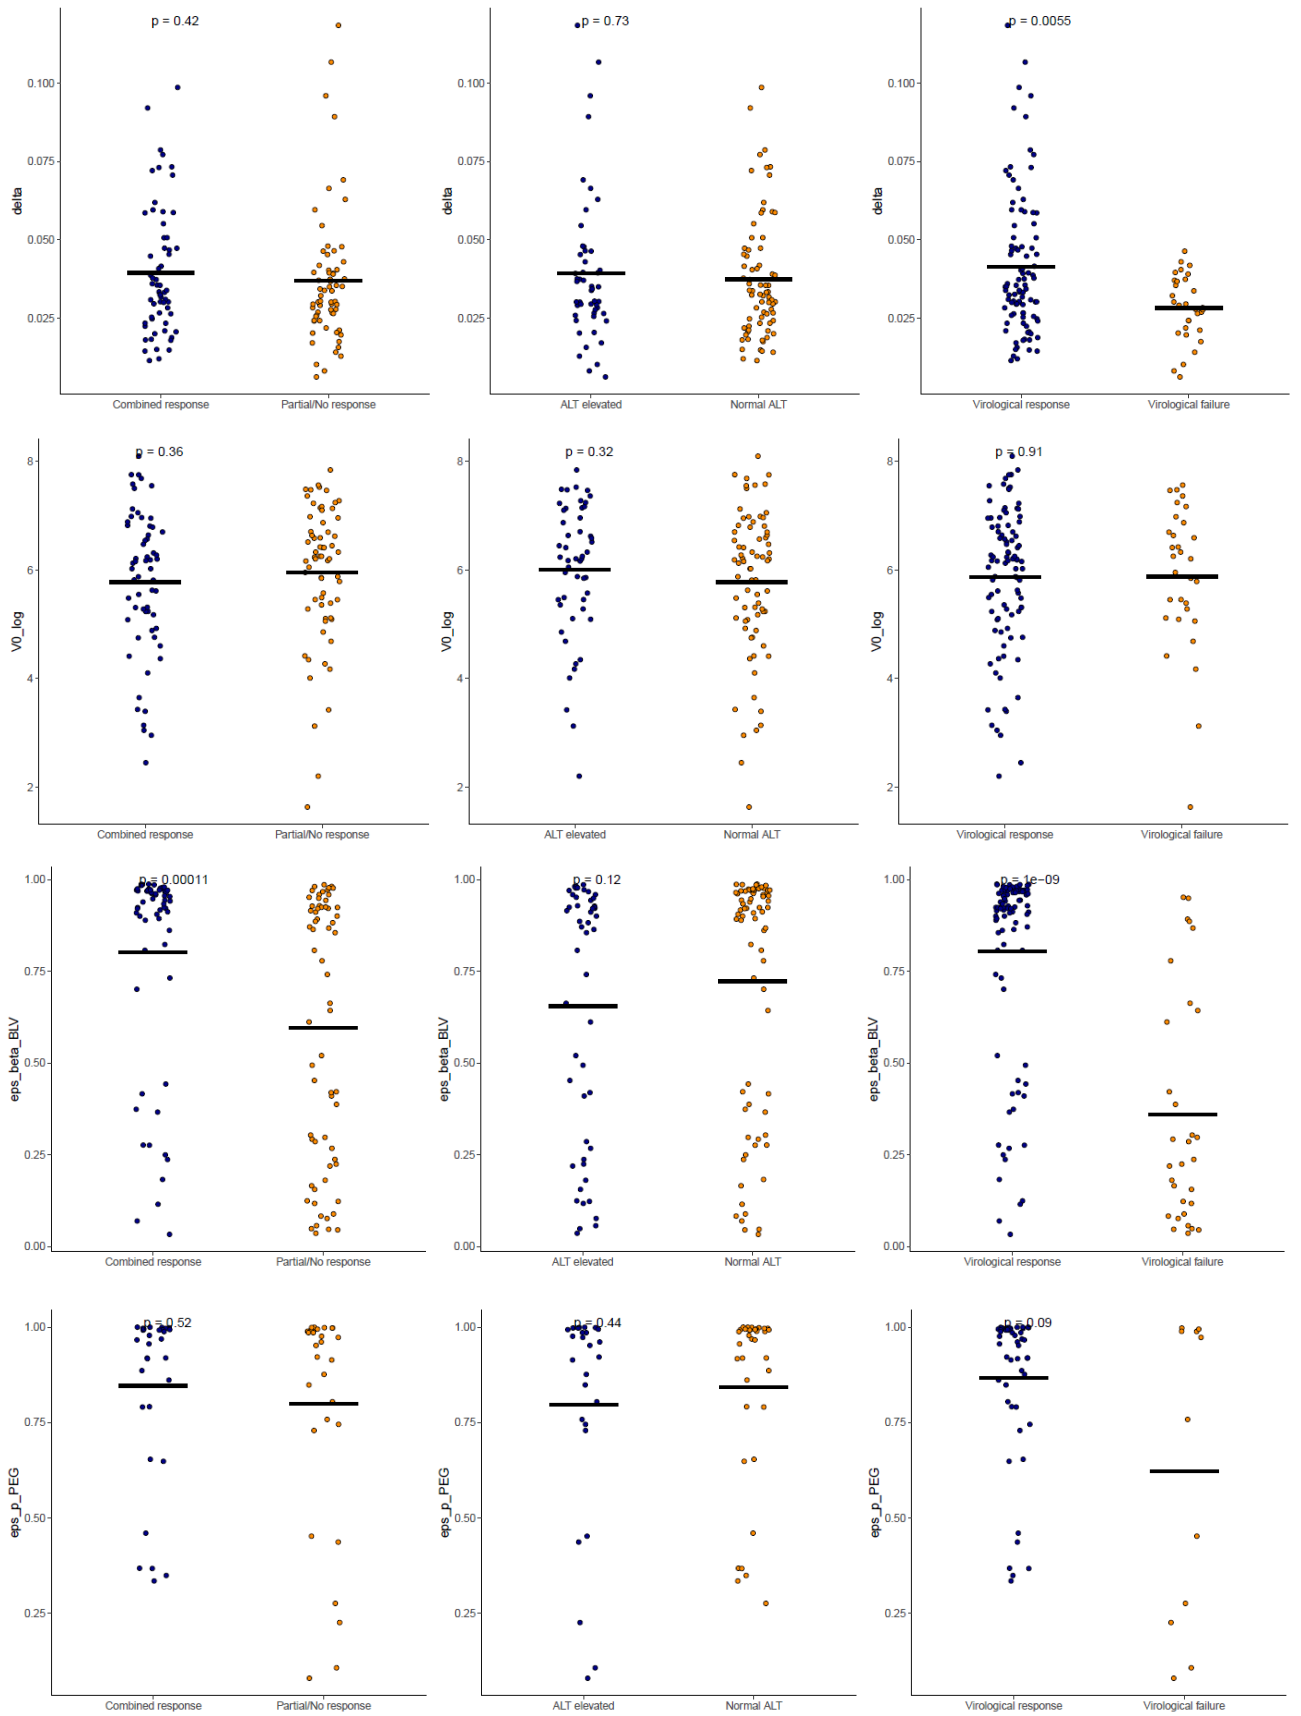 p = 0.42
0.100
0.075
0.050
0.025
delta
Combined response
Partial/No response
p = 0.73
0.100
0.075
0.050
0.025
delta
ALT elevated
Normal ALT
p = 0.0055
0.100
0.075
0.050
0.025
delta
Virological response
Virological failure
p = 0.36
8
6
4
2
V0_log
Combined response
Partial/No response
p = 0.32
8
6
4
2
V0_log
ALT elevated
Normal ALT
p = 0.91
8
6
4
2
V0_log
Virological response
Virological failure
p = 0.00011
1.00
0.75
0.50
0.25
0.00
eps_beta_BLV
Combined response
Partial/No response
p = 0.12
1.00
0.75
0.50
0.25
0.00
eps_beta_BLV
ALT elevated
Normal ALT
p = 1e−09
1.00
0.75
0.50
0.25
0.00
eps_beta_BLV
Virological response
Virological failure
p = 0.52
1.00
0.75
0.50
0.25
eps_p_PEG
Combined response
Partial/No response
p = 0.44
1.00
0.75
0.50
0.25
eps_p_PEG
ALT elevated
Normal ALT
p = 0.09
1.00
0.75
0.50
0.25
eps_p_PEG
Virological response
Virological failure